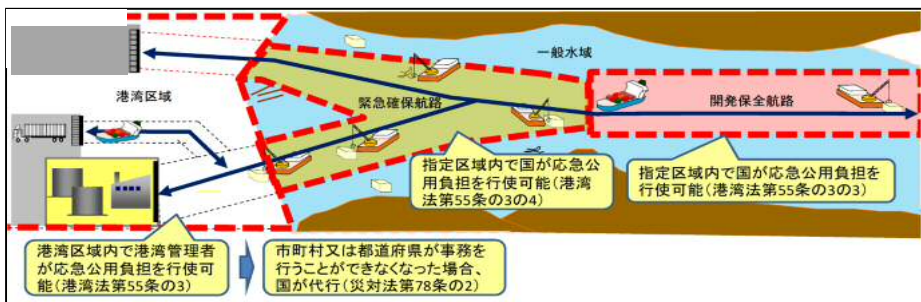 一般水域
港湾区域
緊急確保航路
開発保全航路
指定区域内で国が応急公
用負担を行使可能(港湾
法第55条の3の4)
指定区域内で国が応急公用負担を
行使可能(港湾法第55条の3の3)
港湾区域内で港湾管理者
が応急公用負担を行使可
能(港湾法第55条の3)
市町村又は都道府県が事務を
行うことができなくなった場合、
国が代行(災対法第78条の2)